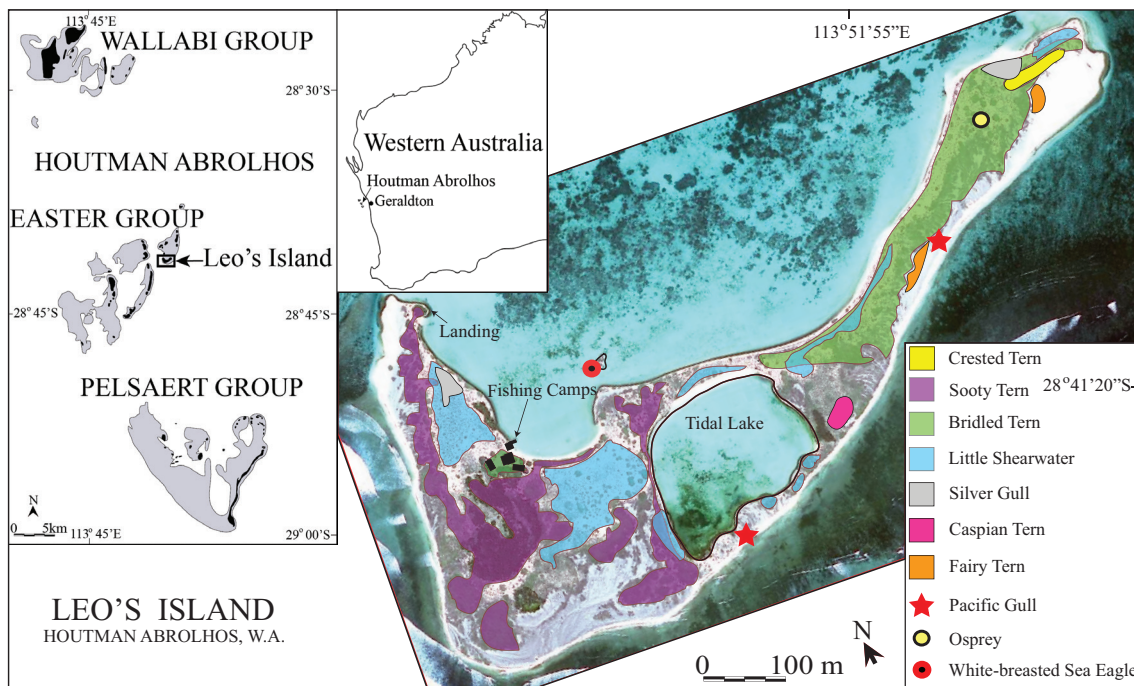 113°45'
WALLABI GROUP
28°30'S
HOUTMAN ABROLHOS
EASTER GROUP
Leo's Island
28°45'S
PELSAERT GROUP
N
0 5km
113°45'E
29°00'S
Western Australia
Houtman Abrolhos
Geraldton
113°51'55"E
Landing
Fishing Camps
Tidal Lake
Crested Tern
Sooty Tern
28°41'20"S
Bridled Tern
Little Shearwater
Silver Gull
Caspian Tern
Fairy Tern
Pacific Gull
Osprey
White-breasted Sea Eagle
N
0 100 m
LEO'S ISLAND
HOUTMAN ABROLHOS, W.A.